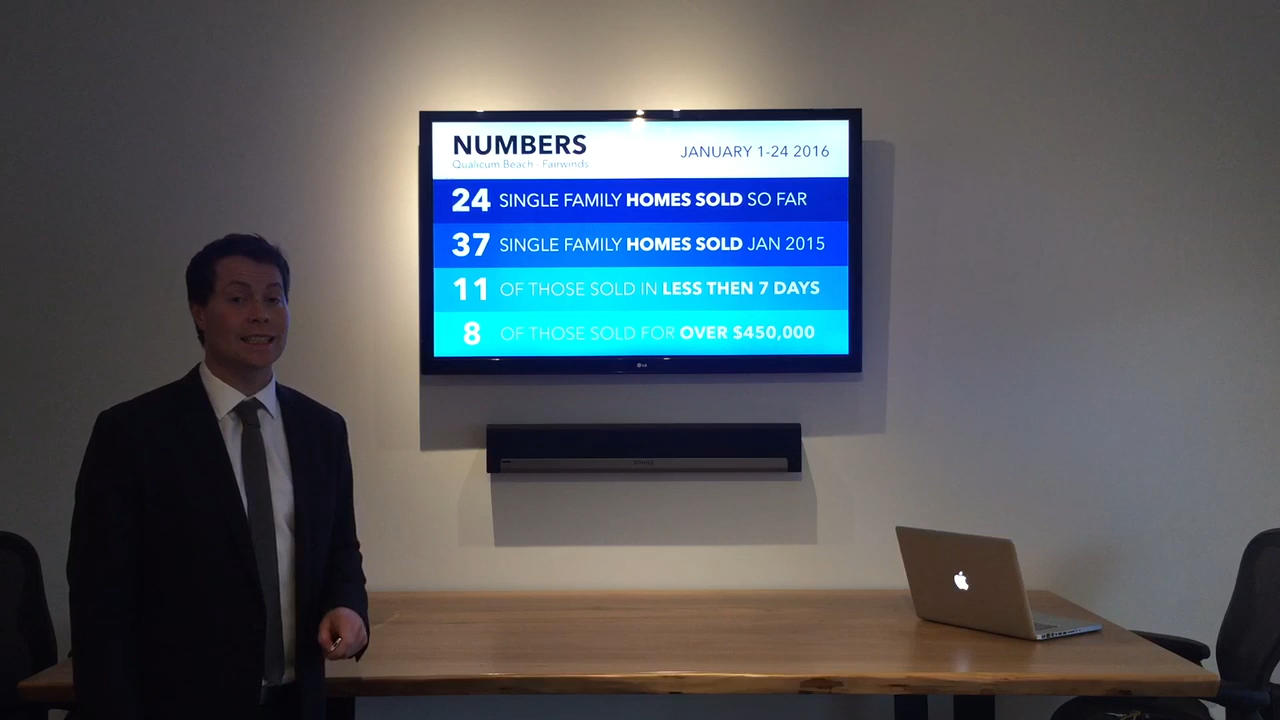 NUMBERS
Qualicum Beach - Fairwinds
JANUARY 1-24 2016
24 SINGLE FAMILY HOMES SOLD SO FAR
37 SINGLE FAMILY HOMES SOLD JAN 2015
11 OF THOSE SOLD IN LESS THEN 7 DAYS
8 OF THOSE SOLD FOR OVER $450,000
LG
SONOS